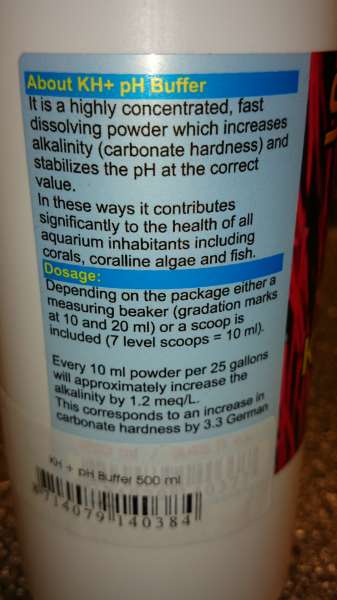 About KH+ pH Buffer
It is a highly concentrated, fast
dissolving powder which increases
alkalinity (carbonate hardness) and
stabilizes the pH at the correct
value.
In these ways it contributes
significantly to the health of all
aquarium inhabitants including
corals, coralline algae and fish.
Dosage:
Depending on the package either a
measuring beaker (gradation marks
at 10 and 20 ml) or a scoop is
included (7 level scoops = 10 ml).
Every 10 ml powder per 25 gallons
will approximately increase the
alkalinity by 1.2 meq/L.
This corresponds to an increase in
carbonate hardness by 3.3 German
KH + pH Buffer 500 ml
8 714079 140384